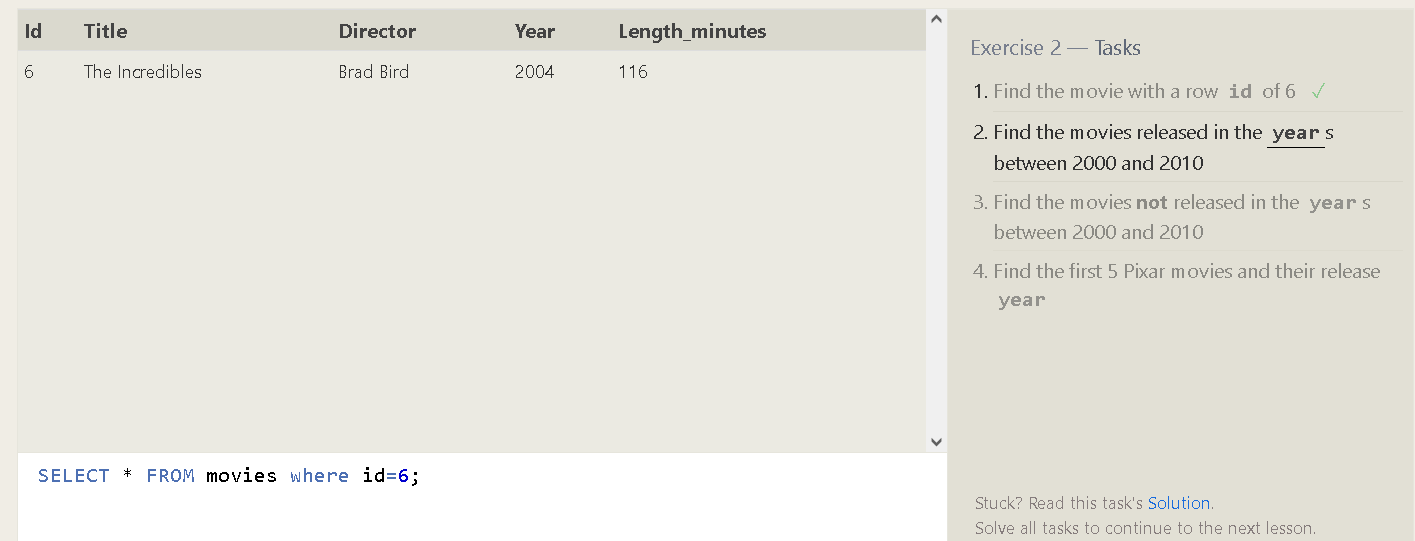 Id Title Director Year Length_minutes
6 The Incredibles Brad Bird 2004 116
SELECT * FROM movies where id=6;
Exercise 2 — Tasks
1. Find the movie with a row id of 6 ✓
2. Find the movies released in the year s
between 2000 and 2010
3. Find the movies not released in the year s
between 2000 and 2010
4. Find the first 5 Pixar movies and their release
year
Stuck? Read this task's Solution.
Solve all tasks to continue to the next lesson.